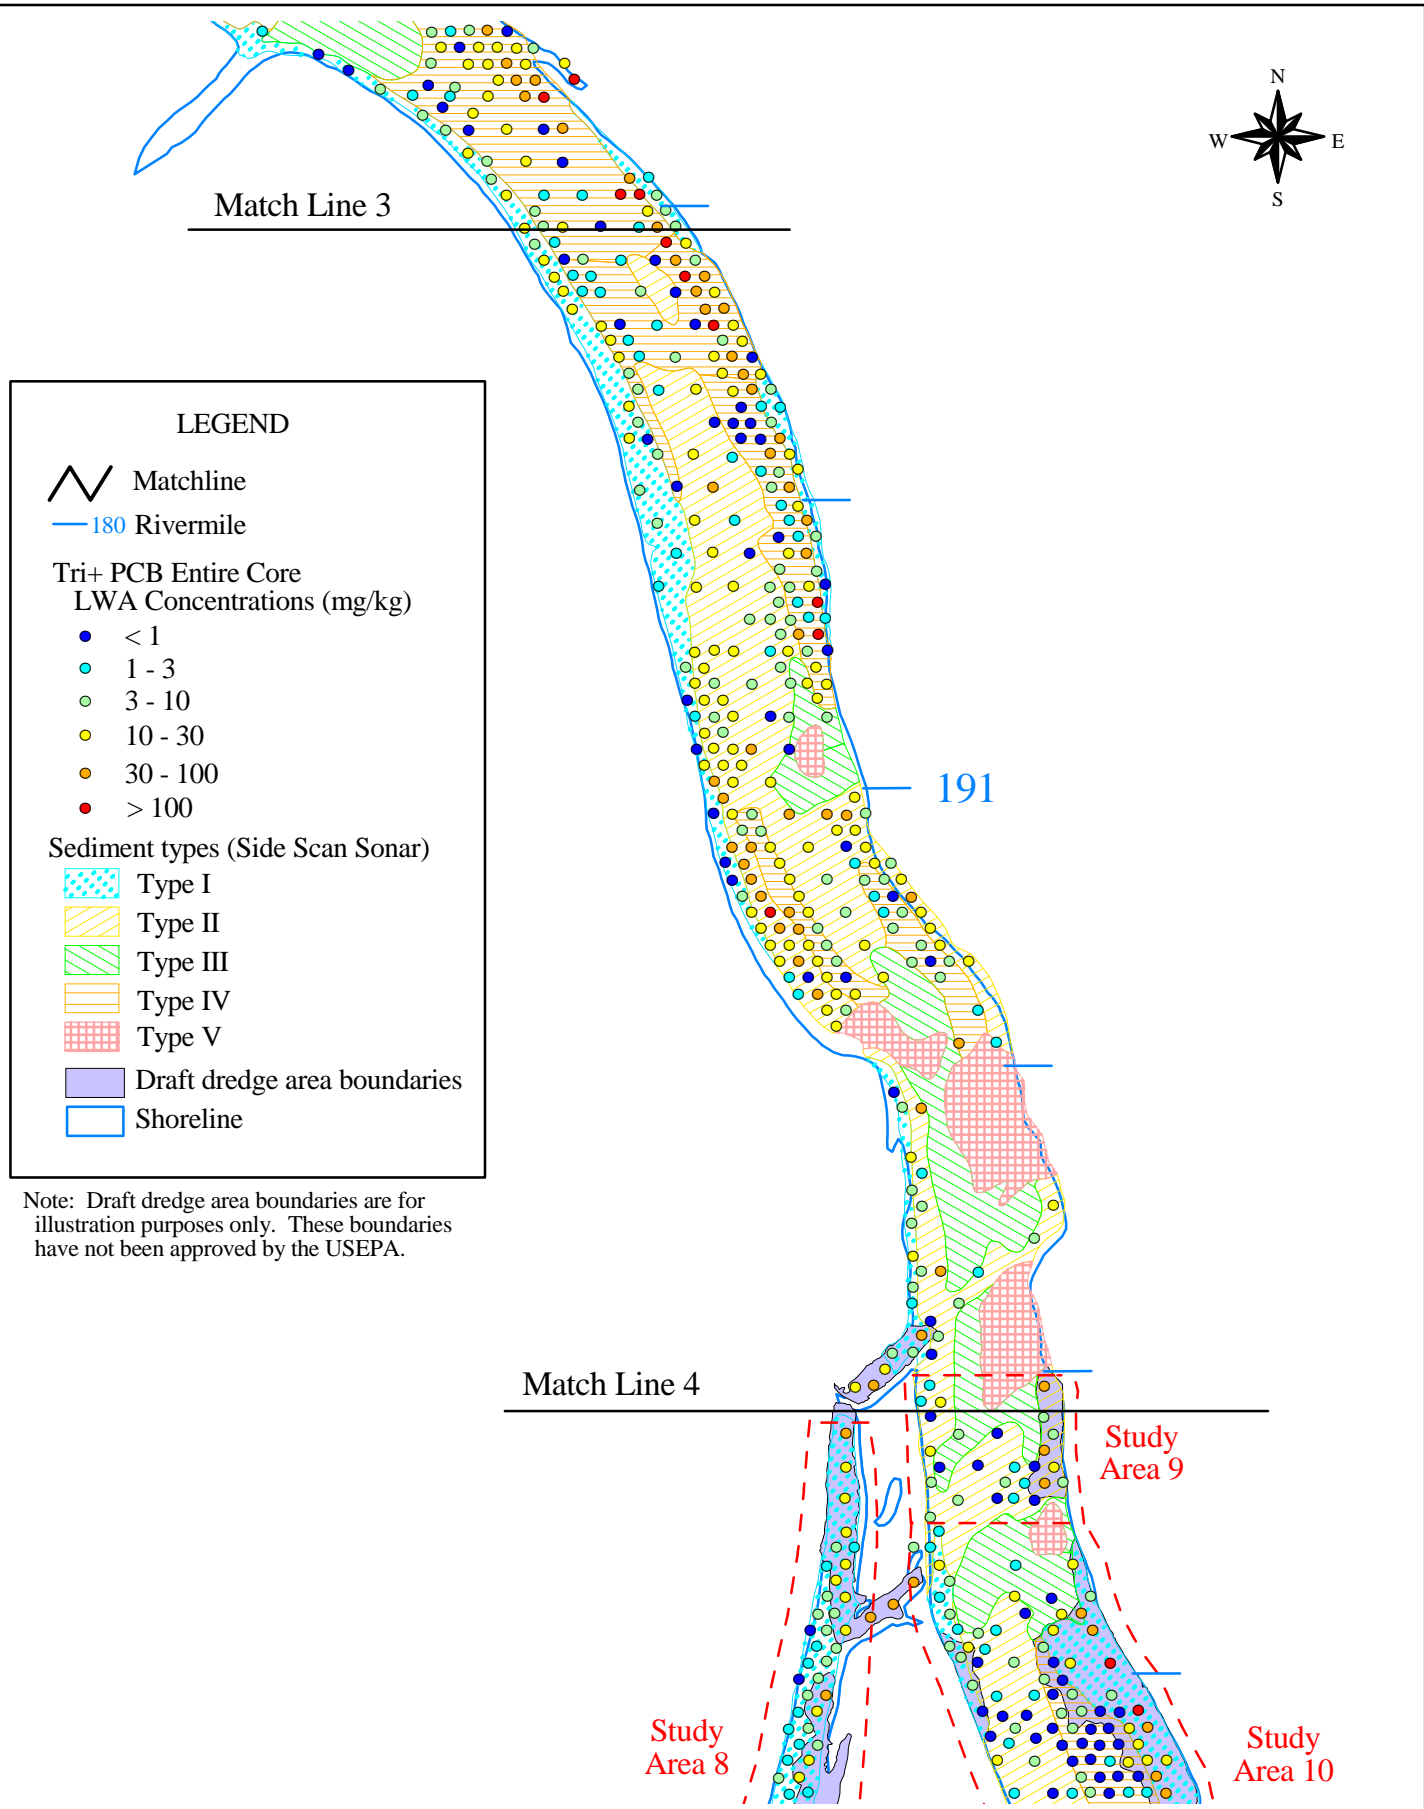 N
W
E
S
Match Line 3
LEGEND
Matchline
180 Rivermile
Tri+ PCB Entire Core
LWA Concentrations (mg/kg)
< 1
1 - 3
3 - 10
10 - 30
30 - 100
> 100
Sediment types (Side Scan Sonar)
Type I
Type II
Type III
Type IV
Type V
Draft dredge area boundaries
Shoreline
Note: Draft dredge area boundaries are for
illustration purposes only. These boundaries
have not been approved by the USEPA.
191
Match Line 4
Study
Area 9
Study
Area 8
Study
Area 10